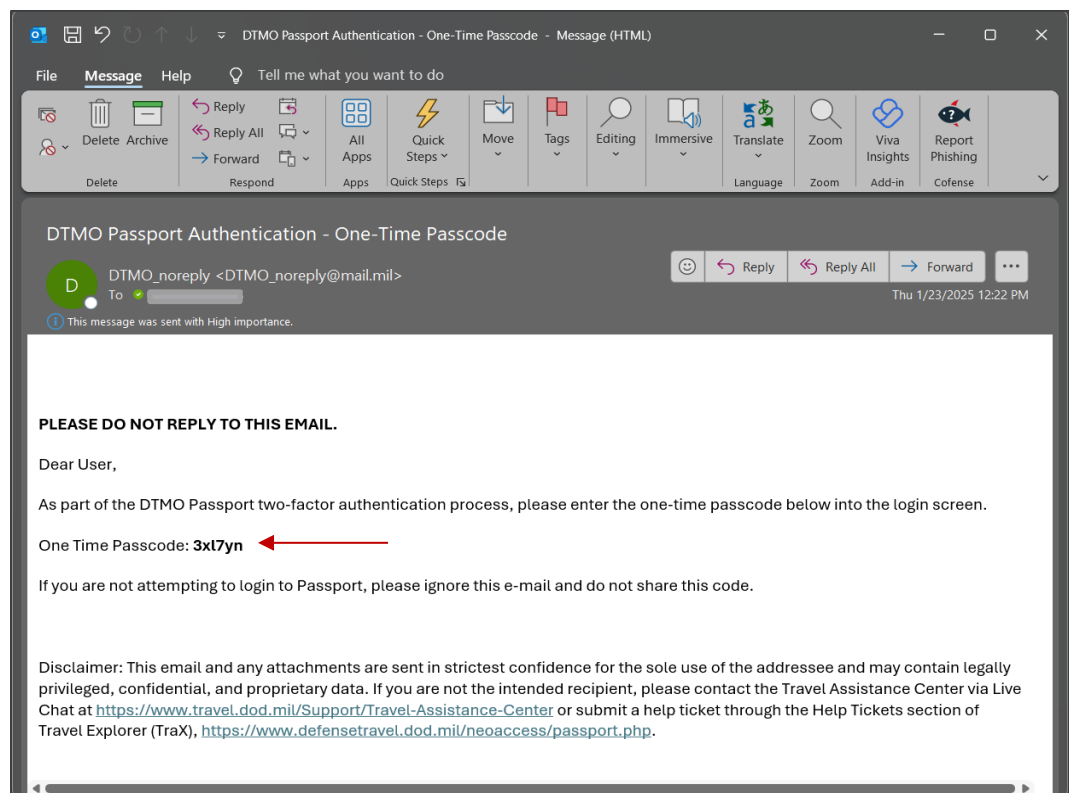 DTMO Passport Authentication - One-Time Passcode - Message (HTML)
File Message Help Tell me what you want to do
Delete Archive
Reply
Reply All
Forward
All Apps
Quick Steps
Move
Tags
Editing
Immersive
Translate
Zoom
Viva Insights
Report Phishing
Delete Respond Apps Quick Steps Language Zoom Add-in Cofense
DTMO Passport Authentication - One-Time Passcode
D
DTMO_noreply <DTMO_noreply@mail.mil>
To
Reply Reply All Forward
Thu 1/23/2025 12:22 PM
This message was sent with High importance.
PLEASE DO NOT REPLY TO THIS EMAIL.
Dear User,
As part of the DTMO Passport two-factor authentication process, please enter the one-time passcode below into the login screen.
One Time Passcode: 3xl7yn
If you are not attempting to login to Passport, please ignore this e-mail and do not share this code.
Disclaimer: This email and any attachments are sent in strictest confidence for the sole use of the addressee and may contain legally
privileged, confidential, and proprietary data. If you are not the intended recipient, please contact the Travel Assistance Center via Live
Chat at https://www.travel.dod.mil/Support/Travel-Assistance-Center or submit a help ticket through the Help Tickets section of
Travel Explorer (TraX), https://www.defensetravel.dod.mil/neoaccess/passport.php.